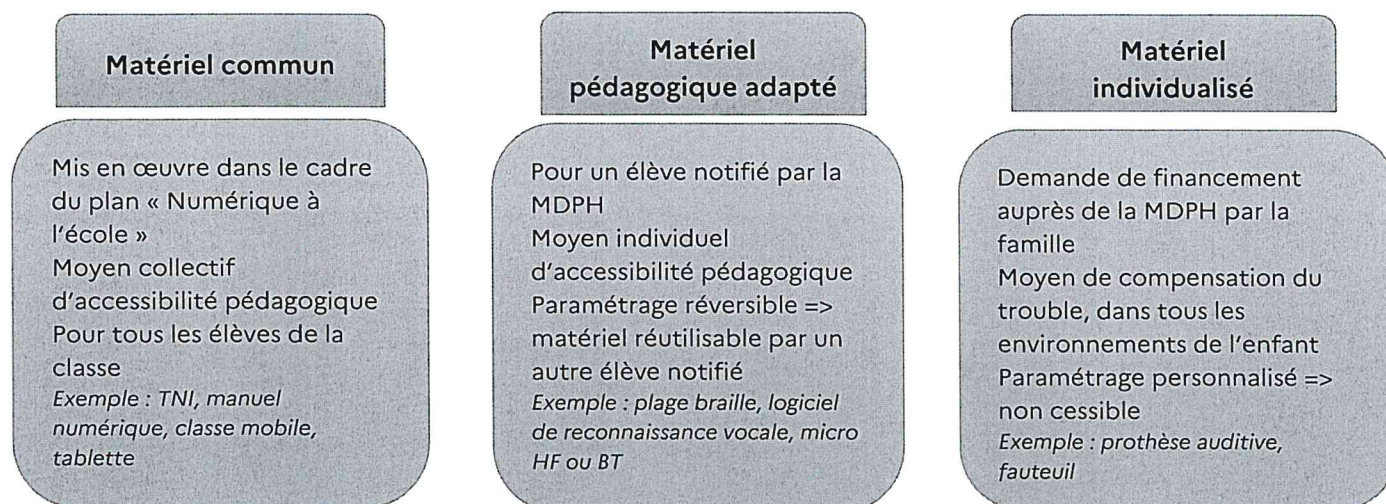 Matériel commun
Mis en œuvre dans le cadre
du plan « Numérique à
l'école »
Moyen collectif
d'accessibilité pédagogique
Pour tous les élèves de la
classe
Exemple : TNI, manuel
numérique, classe mobile,
tablette
Matériel
pédagogique adapté
Pour un élève notifié par la
MDPH
Moyen individuel
d'accessibilité pédagogique
Paramétrage réversible =>
matériel réutilisable par un
autre élève notifié
Exemple : plage braille, logiciel
de reconnaissance vocale, micro
HF ou BT
Matériel
individualisé
Demande de financement
auprès de la MDPH par la
famille
Moyen de compensation du
trouble, dans tous les
environnements de l'enfant
Paramétrage personnalisé =>
non cessible
Exemple : prothèse auditive,
fauteuil